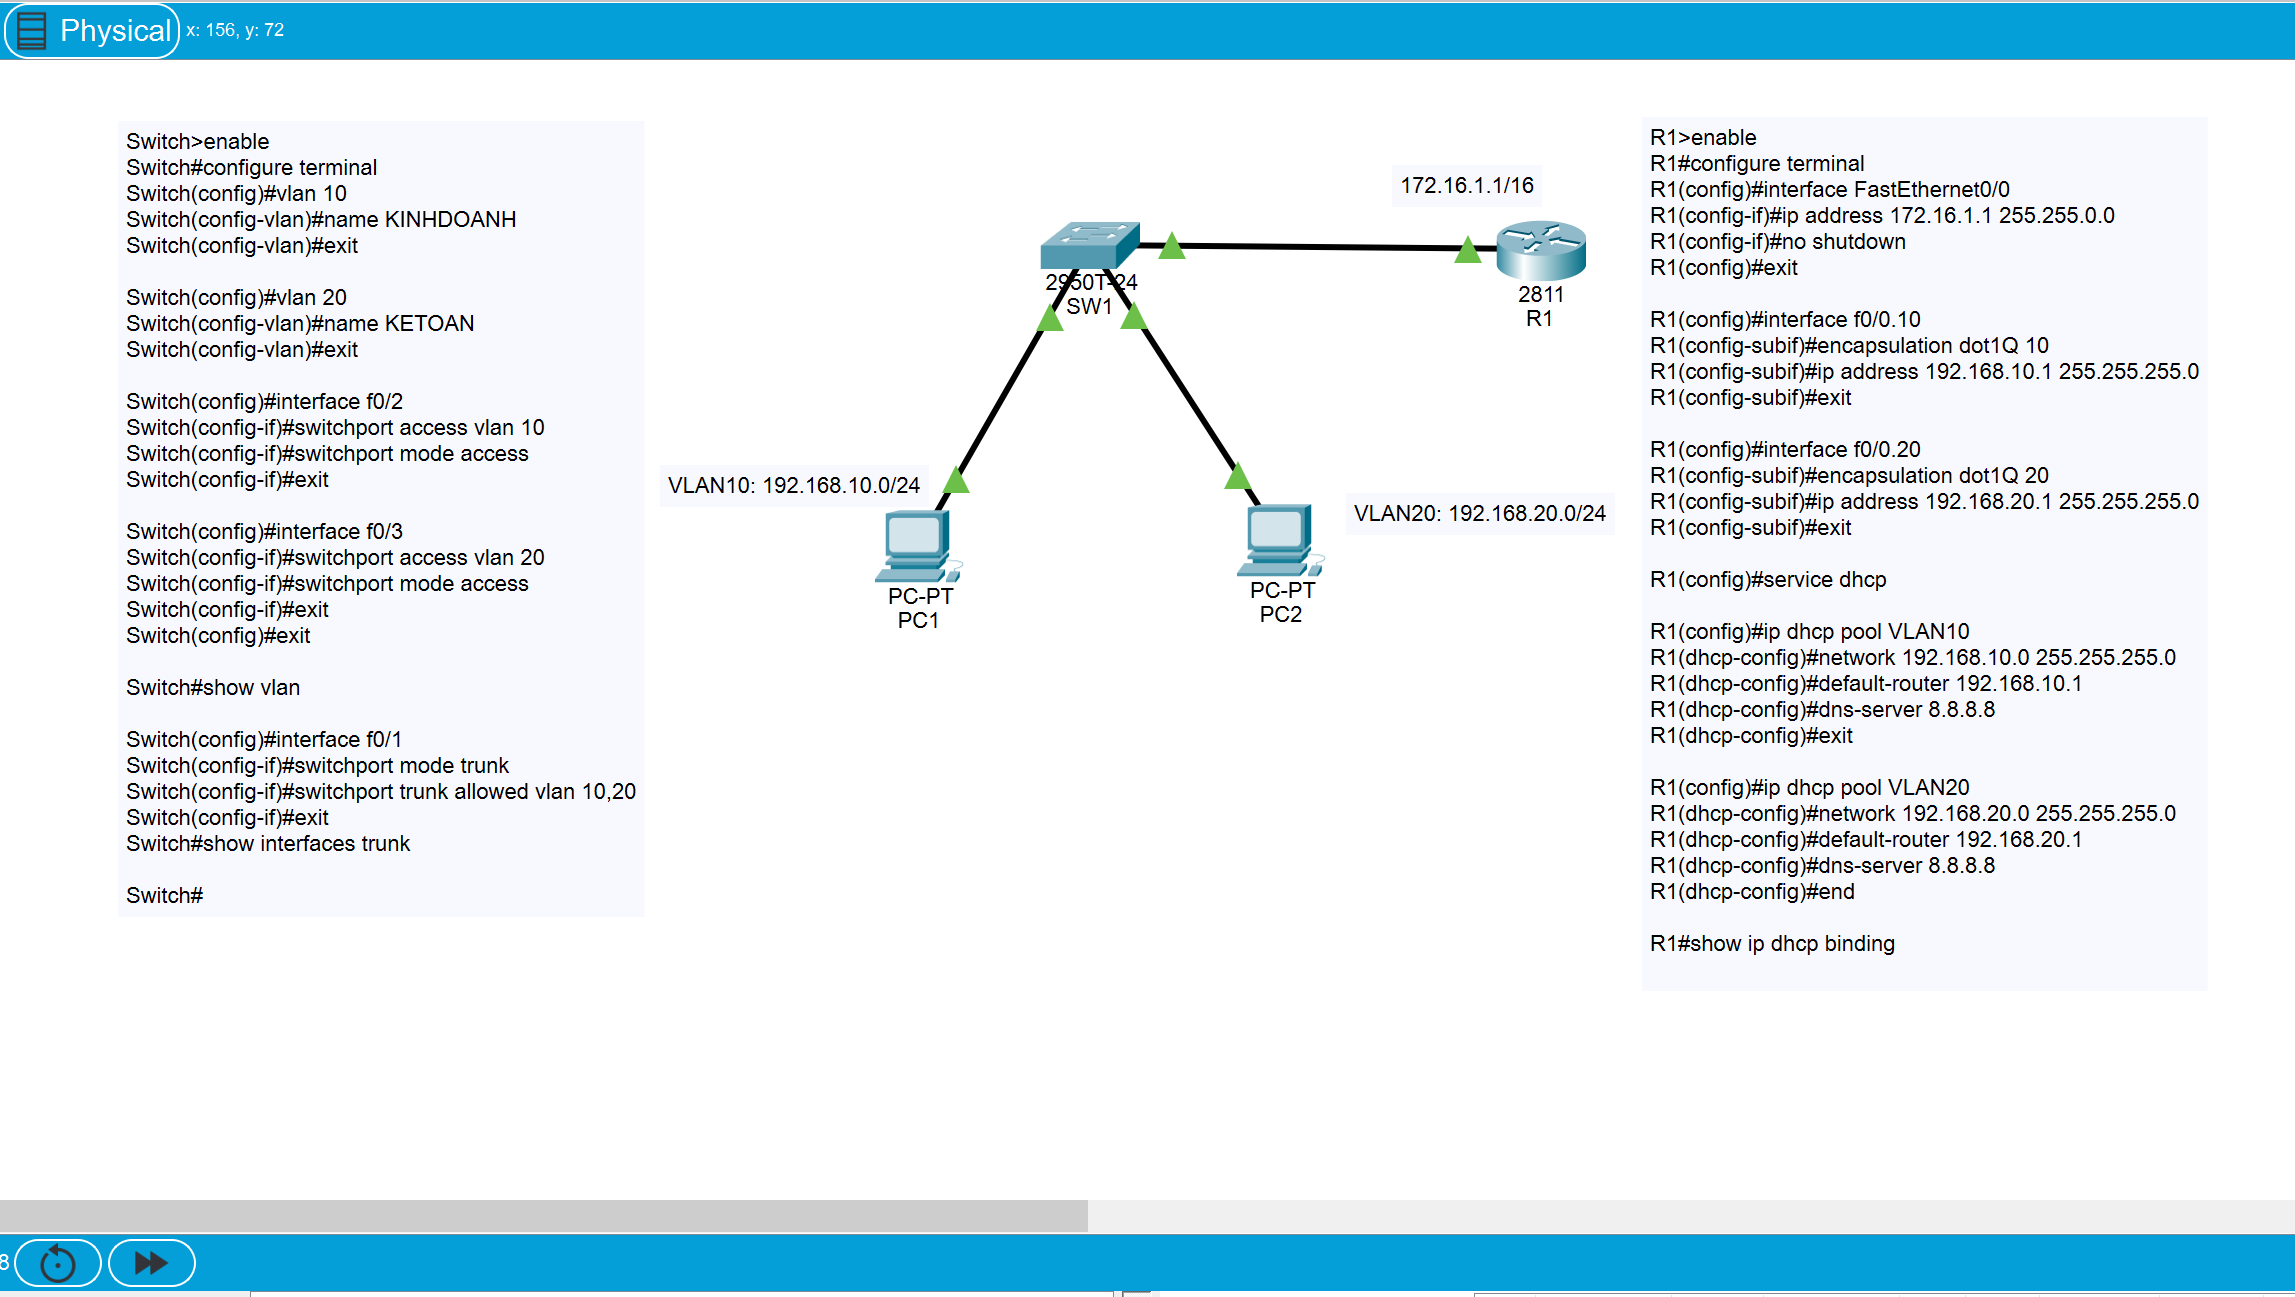 Physical
x: 156, y: 72
Switch>enable
Switch#configure terminal
Switch(config)#vlan 10
Switch(config-vlan)#name KINHDOANH
Switch(config-vlan)#exit
Switch(config)#vlan 20
Switch(config-vlan)#name KETOAN
Switch(config-vlan)#exit
Switch(config)#interface f0/2
Switch(config-if)#switchport access vlan 10
Switch(config-if)#switchport mode access
Switch(config-if)#exit
Switch(config)#interface f0/3
Switch(config-if)#switchport access vlan 20
Switch(config-if)#switchport mode access
Switch(config-if)#exit
Switch(config)#exit
Switch#show vlan
Switch(config)#interface f0/1
Switch(config-if)#switchport mode trunk
Switch(config-if)#switchport trunk allowed vlan 10,20
Switch(config-if)#exit
Switch#show interfaces trunk
Switch#
172.16.1.1/16
2950T-24
SW1
2811
R1
VLAN10: 192.168.10.0/24
PC-PT
PC1
VLAN20: 192.168.20.0/24
PC-PT
PC2
R1>enable
R1#configure terminal
R1(config)#interface FastEthernet0/0
R1(config-if)#ip address 172.16.1.1 255.255.0.0
R1(config-if)#no shutdown
R1(config)#exit
R1(config)#interface f0/0.10
R1(config-subif)#encapsulation dot1Q 10
R1(config-subif)#ip address 192.168.10.1 255.255.255.0
R1(config-subif)#exit
R1(config)#interface f0/0.20
R1(config-subif)#encapsulation dot1Q 20
R1(config-subif)#ip address 192.168.20.1 255.255.255.0
R1(config-subif)#exit
R1(config)#service dhcp
R1(config)#ip dhcp pool VLAN10
R1(dhcp-config)#network 192.168.10.0 255.255.255.0
R1(dhcp-config)#default-router 192.168.10.1
R1(dhcp-config)#dns-server 8.8.8.8
R1(dhcp-config)#exit
R1(config)#ip dhcp pool VLAN20
R1(dhcp-config)#network 192.168.20.0 255.255.255.0
R1(dhcp-config)#default-router 192.168.20.1
R1(dhcp-config)#dns-server 8.8.8.8
R1(dhcp-config)#end
R1#show ip dhcp binding
8